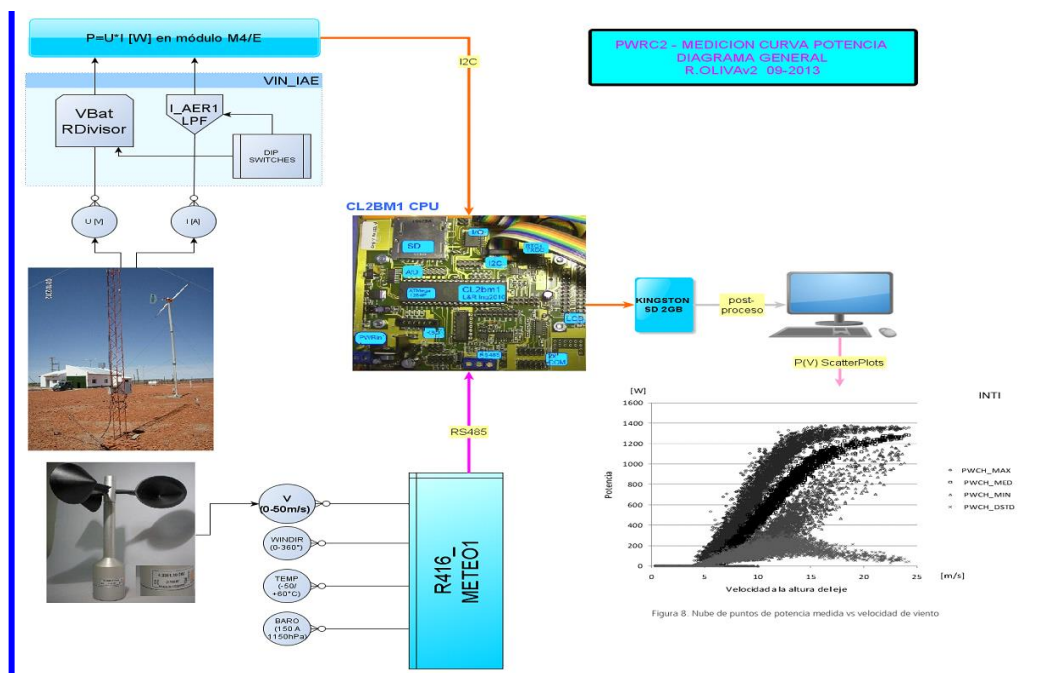 P=U*I [W] en módulo M4/E
PWRC2 - MEDICION CURVA POTENCIA
DIAGRAMA GENERAL
R.OLIVAv2 09-2013
I2C
VIN_IAE
VBat
RDivisor
I_AER1
LPF
DIP
SWITCHES
U [V]
I [A]
CL2BM1 CPU
SD
I/O
I2C
A/D
CL2bm1
PWRin
RS485
LCD
KINGSTON
SD 2GB
post-
proceso
P(V) ScatterPlots
RS485
V
(0-50m/s)
WINDIR
(0-360°)
TEMP
(-50/
+60°C)
BARO
(150 A
1150hPa)
R416_
METEO1
[W]
INTI
1600
1400
1200
1000
800
600
400
200
0
Potencia
0
5
10
15
20
25
[m/s]
Velocidad a la altura del eje
PWCH_MAX
PWCH_MED
PWCH_MIN
PWCH_DSTD
Figura 8. Nube de puntos de potencia medida vs velocidad de viento